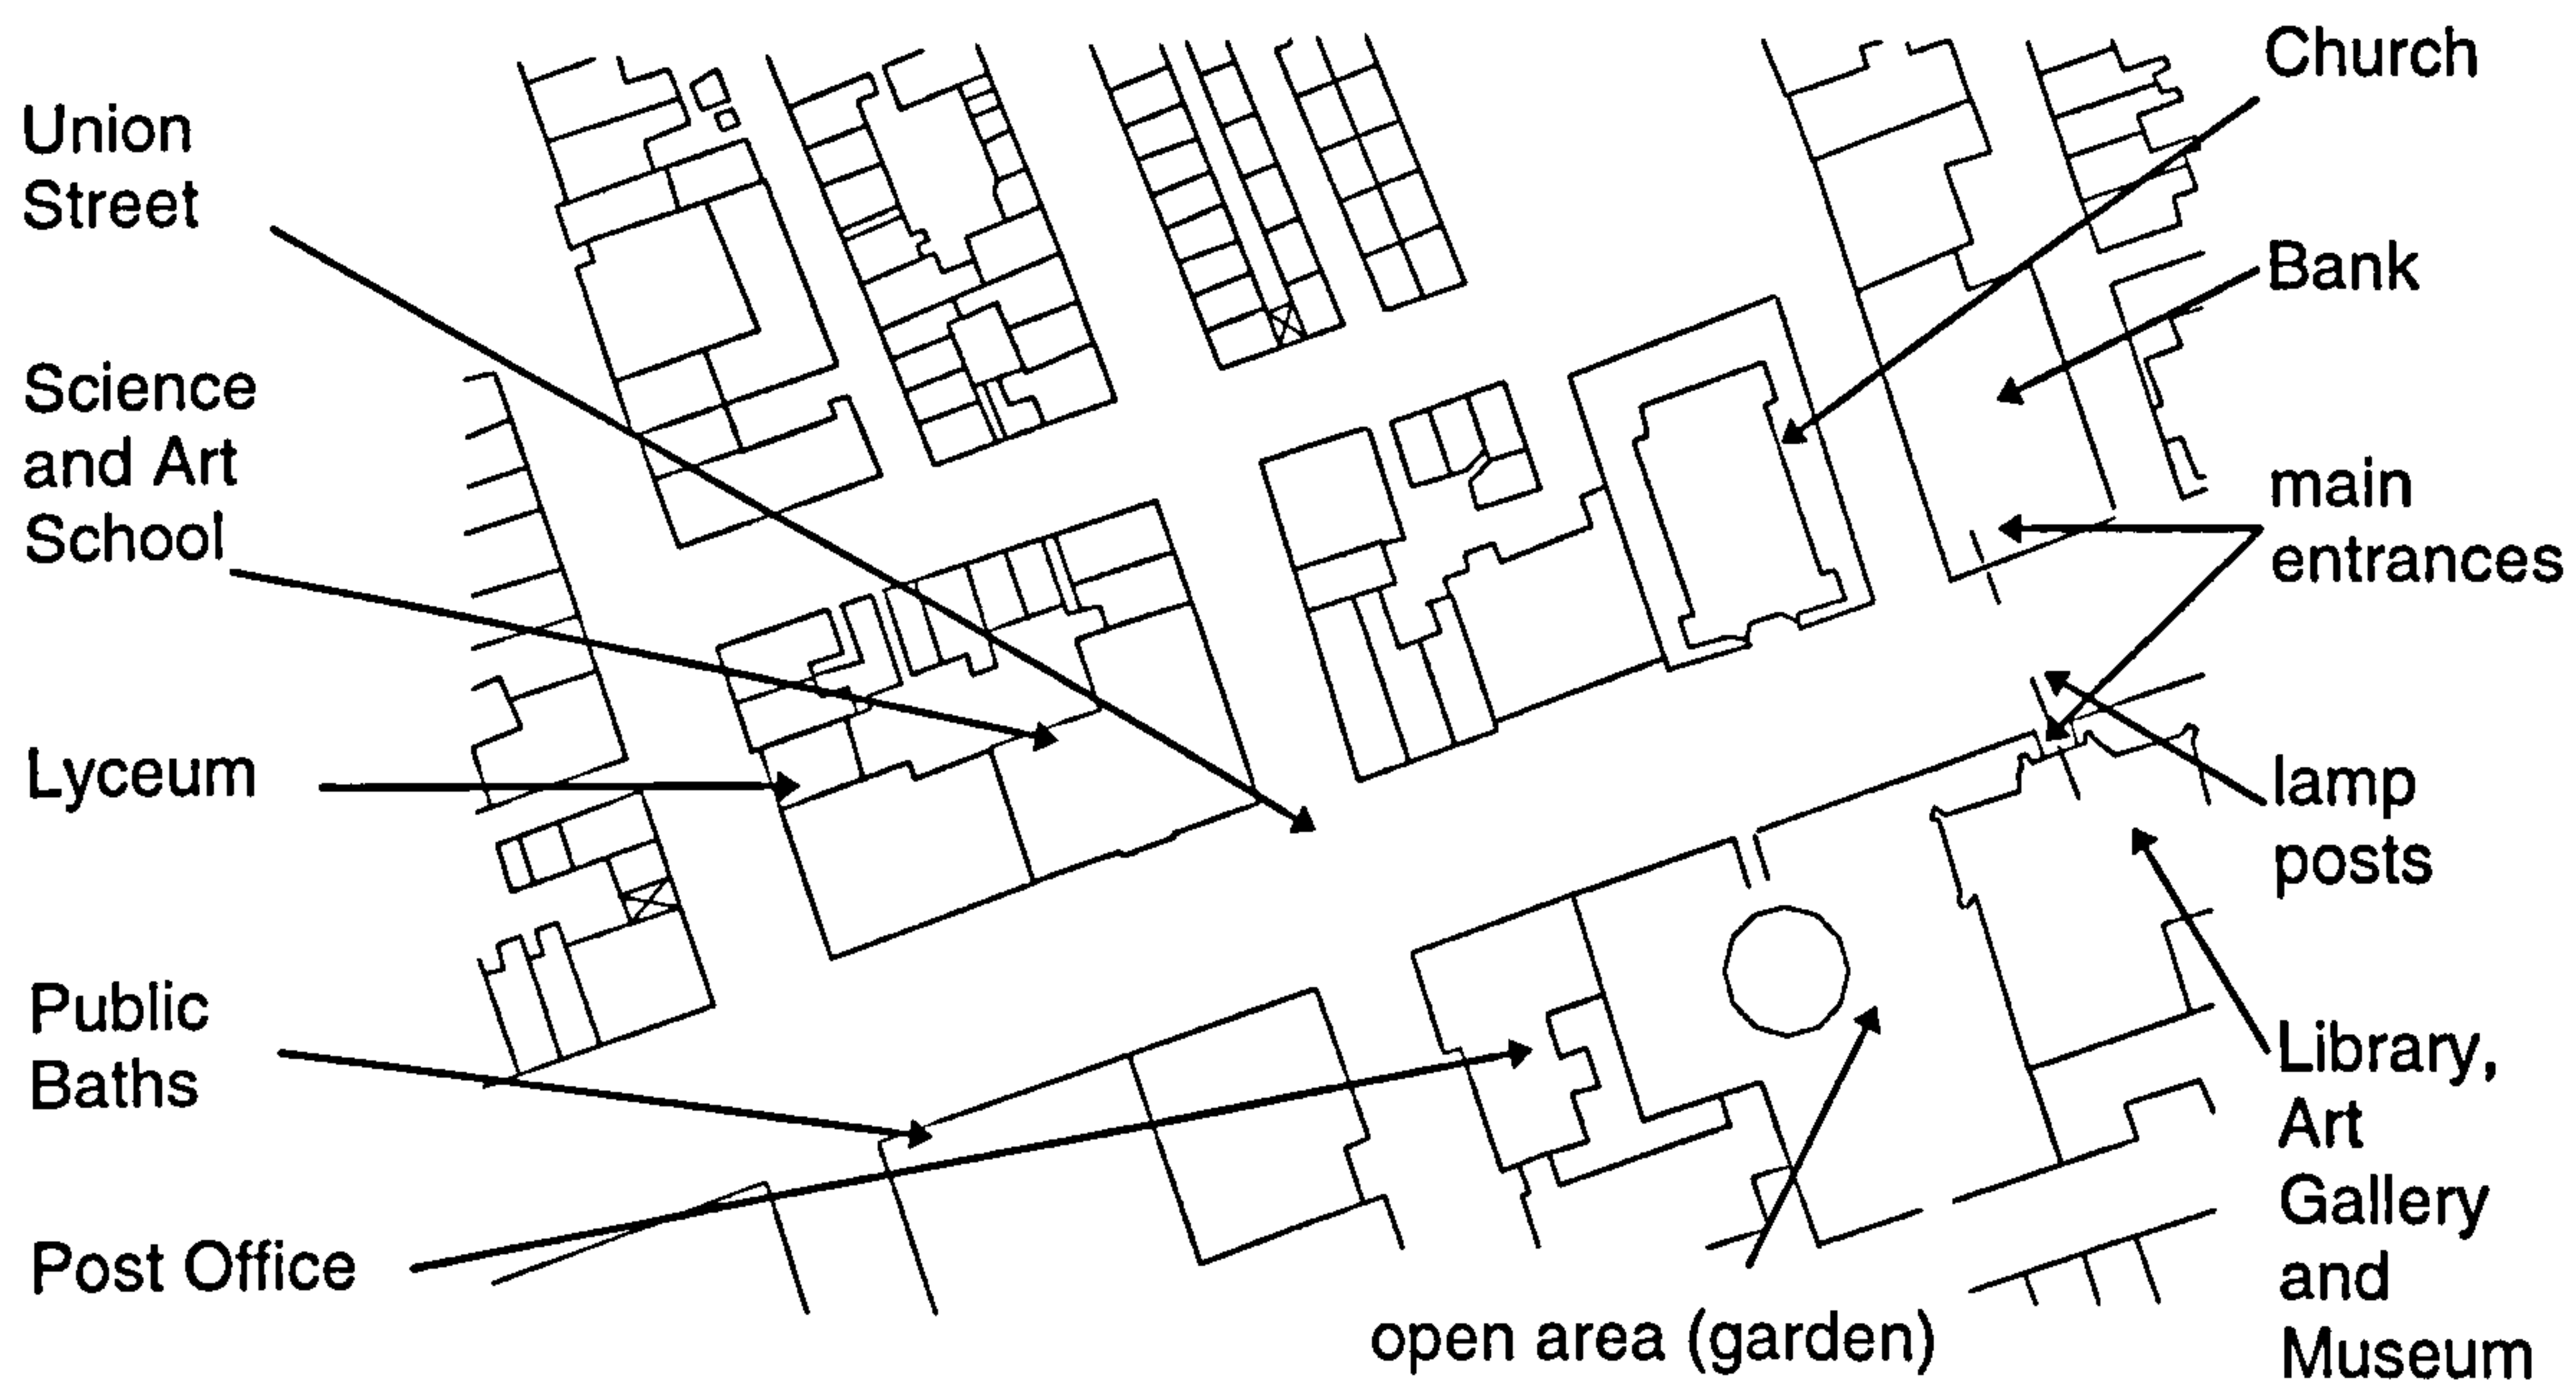 Union
Street
Science
and Art
School
Lyceum
Public
Baths
Post Office
Church
Bank
main
entrances
lamp
posts
Library,
Art
Gallery
and
Museum
open area (garden)